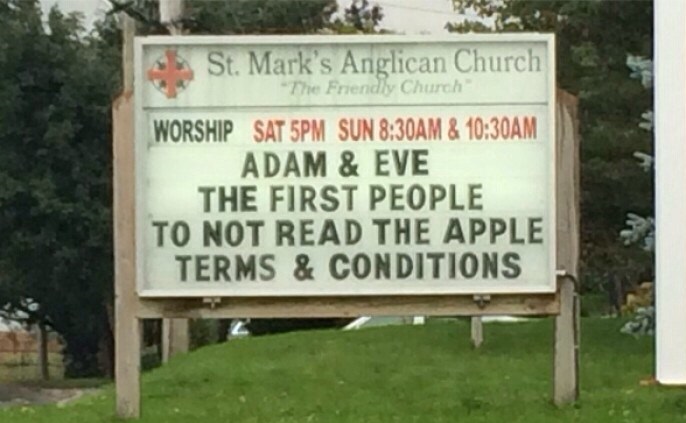 St. Mark's Anglican Church
"The Friendly Church"
WORSHIP SAT 5PM SUN 8:30AM & 10:30AM
ADAM & EVE
THE FIRST PEOPLE
TO NOT READ THE APPLE
TERMS & CONDITIONS